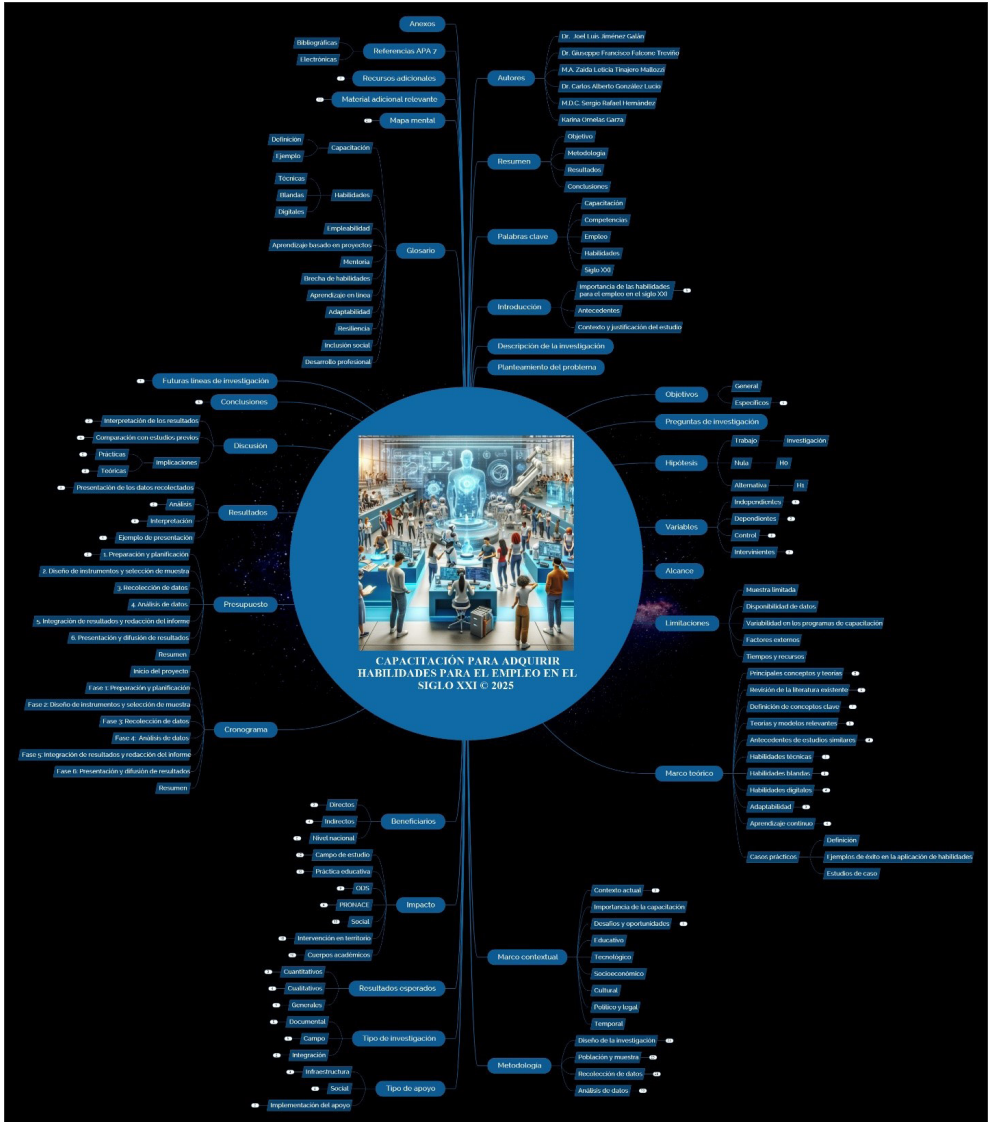 Anexos
Bibliográficas
Electrónicas
Referencias APA 7
Recursos adicionales
Material adicional relevante
Mapa mental
Definición
Ejemplo
Capacitación
Técnicas
Blandas
Digitales
Habilidades
Empleabilidad
Aprendizaje basado en proyectos
Mentoría
Brecha de habilidades
Aprendizaje en línea
Adaptabilidad
Resiliencia
Inclusión social
Desarrollo profesional
Glosario
Futuras líneas de investigación
Conclusiones
Interpretación de los resultados
Comparación con estudios previos
Prácticas
Teóricas
Implicaciones
Discusión
Presentación de los datos recolectados
Análisis
Interpretación
Ejemplo de presentación
Resultados
1. Preparación y planificación
2. Diseño de instrumentos y selección de muestra
3. Recolección de datos
4. Análisis de datos
5. Integración de resultados y redacción del informe
6. Presentación y difusión de resultados
Resumen
Presupuesto
Inicio del proyecto
Fase 1: Preparación y planificación
Fase 2: Diseño de instrumentos y selección de muestra
Fase 3: Recolección de datos
Fase 4: Análisis de datos
Fase 5: Integración de resultados y redacción del informe
Fase 6: Presentación y difusión de resultados
Resumen
Cronograma
Directos
Indirectos
Nivel nacional
Beneficiarios
Campo de estudio
Práctica educativa
ODS
PRONACE
Social
Intervención en territorio
Cuerpos académicos
Impacto
Cuantitativos
Cualitativos
Generales
Resultados esperados
Documental
Campo
Integración
Tipo de investigación
Infraestructura
Social
Implementación del apoyo
Tipo de apoyo
CAPACITACIÓN PARA ADQUIRIR
HABILIDADES PARA EL EMPLEO EN EL
SIGLO XXI © 2025
Autores
Dr. Joel Luis Jiménez Galán
Dr. Giuseppe Francisco Falcone Treviño
M.A. Zaida Leticia Tinajero Mallozzi
Dr. Carlos Alberto González Lucio
M.D.C. Sergio Rafael Hernández
Karina Ornelas Garza
Resumen
Objetivo
Metodología
Resultados
Conclusiones
Palabras clave
Capacitación
Competencias
Empleo
Habilidades
Siglo XXI
Introducción
Importancia de las habilidades
para el empleo en el siglo XXI
Antecedentes
Contexto y justificación del estudio
Descripción de la investigación
Planteamiento del problema
Objetivos
General
Específicos
Preguntas de investigación
Hipótesis
Trabajo
Investigación
Nula
H0
Alternativa
H1
Variables
Independientes
Dependientes
Control
Intervinientes
Alcance
Limitaciones
Muestra limitada
Disponibilidad de datos
Variabilidad en los programas de capacitación
Factores externos
Tiempos y recursos
Marco teórico
Principales conceptos y teorías
Revisión de la literatura existente
Definición de conceptos clave
Teorías y modelos relevantes
Antecedentes de estudios similares
Habilidades técnicas
Habilidades blandas
Habilidades digitales
Adaptabilidad
Aprendizaje continuo
Casos prácticos
Definición
Ejemplos de éxito en la aplicación de habilidades
Estudios de caso
Marco contextual
Contexto actual
Importancia de la capacitación
Desafíos y oportunidades
Educativo
Tecnológico
Socioeconómico
Cultural
Político y legal
Temporal
Metodología
Diseño de la investigación
Población y muestra
Recolección de datos
Análisis de datos